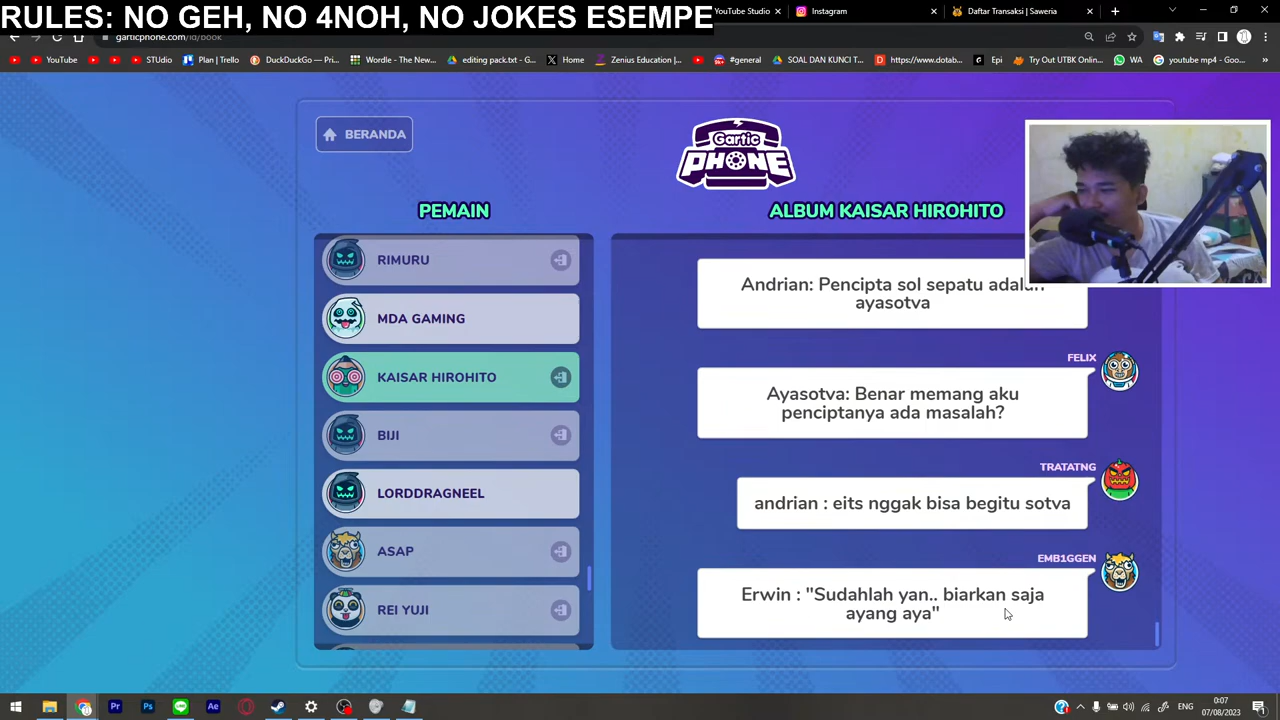 RULES: NO GEH, NO 4NOH, NO JOKES ESEMPE
YouTube Studio
Instagram
Daftar Transaksi | Saweria
garticphone.com/id/book
YouTube
STUdio
Plan | Trello
DuckDuckGo — Pri...
Wordle - The New...
editing pack.txt - G...
Home
Zenius Education |...
#general
SOAL DAN KUNCI T...
https://www.dotab...
Epi
Try Out UTBK Onlin...
WA
youtube mp4 - Goo...
BERANDA
Gartic
PHONE
PEMAIN
RIMURU
MDA GAMING
KAISAR HIROHITO
BIJI
LORDDRAGNEEL
ASAP
REI YUJI
ALBUM KAISAR HIROHITO
Andrian: Pencipta sol sepatu adalah
ayasotva
FELIX
Ayasotva: Benar memang aku
penciptanya ada masalah?
TRATATNG
andrian : eits nggak bisa begitu sotva
EMB1GGEN
Erwin : "Sudahlah yan.. biarkan saja
ayang aya"
0:07
07/08/2023